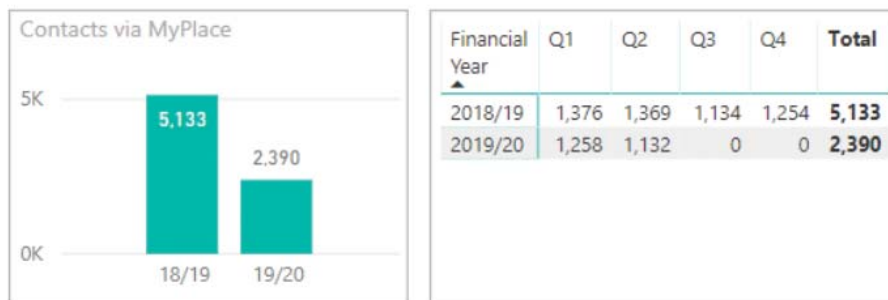 Contacts via MyPlace
5K
5,133
2,390
0K
18/19 19/20
Financial Year Q1 Q2 Q3 Q4 Total
2018/19 1,376 1,369 1,134 1,254 5,133
2019/20 1,258 1,132 0 0 2,390